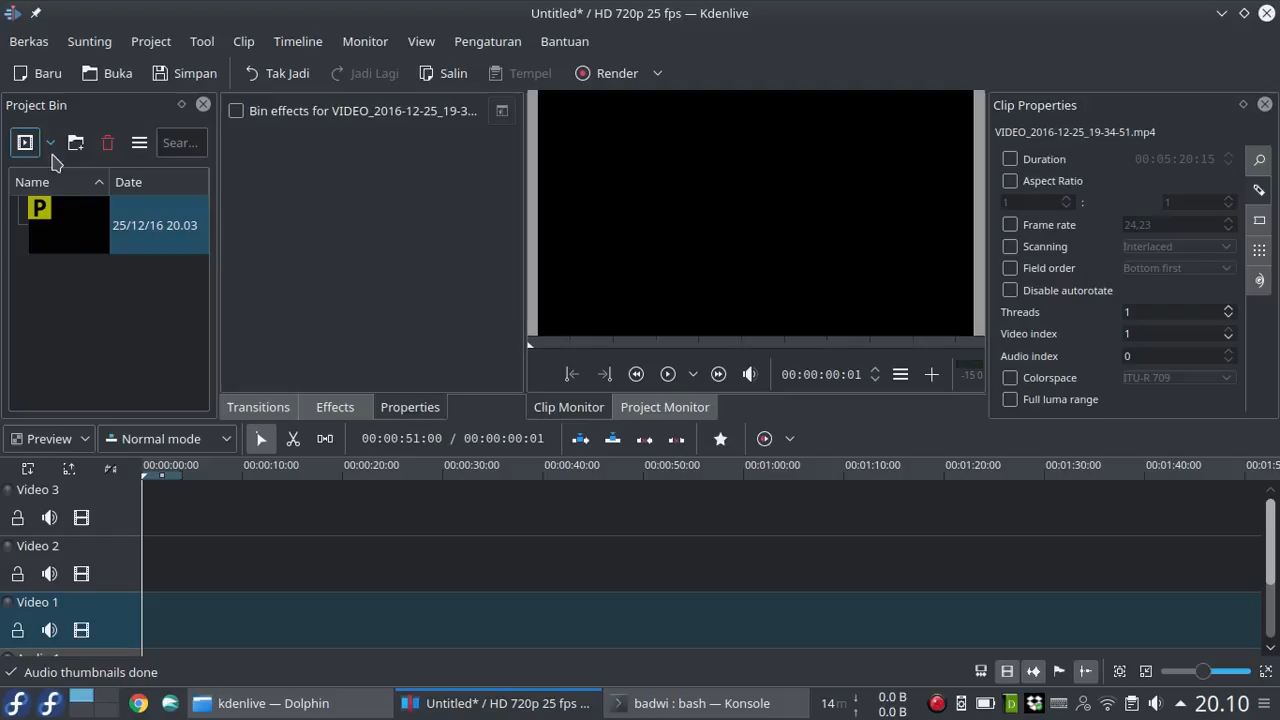 Untitled* / HD 720p 25 fps — Kdenlive
Berkas Sunting Project Tool Clip Timeline Monitor View Pengaturan Bantuan
Baru Buka Simpan Tak Jadi Jadi Lagi Salin Tempel Render
Project Bin
Sear...
Name Date
P
25/12/16 20.03
Bin effects for VIDEO_2016-12-25_19-3...
Transitions Effects Properties
00:00:00:01
-15.0
Clip Monitor Project Monitor
Clip Properties
VIDEO_2016-12-25_19-34-51.mp4
Duration 00:05:20:15
Aspect Ratio
1 : 1
Frame rate 24,23
Scanning Interlaced
Field order Bottom first
Disable autorotate
Threads 1
Video index 1
Audio index 0
Colorspace ITU-R 709
Full luma range
Preview Normal mode 00:00:51:00 / 00:00:00:01
00:00:00:00 00:00:10:00 00:00:20:00 00:00:30:00 00:00:40:00 00:00:50:00 00:01:00:00 00:01:10:00 00:01:20:00 00:01:30:00 00:01:40:00 00:01:5
Video 3
Video 2
Video 1
Audio thumbnails done
kdenlive — Dolphin Untitled* / HD 720p 25 fps ... badwi : bash — Konsole 14m 0.0 B 20.10
0.0 B